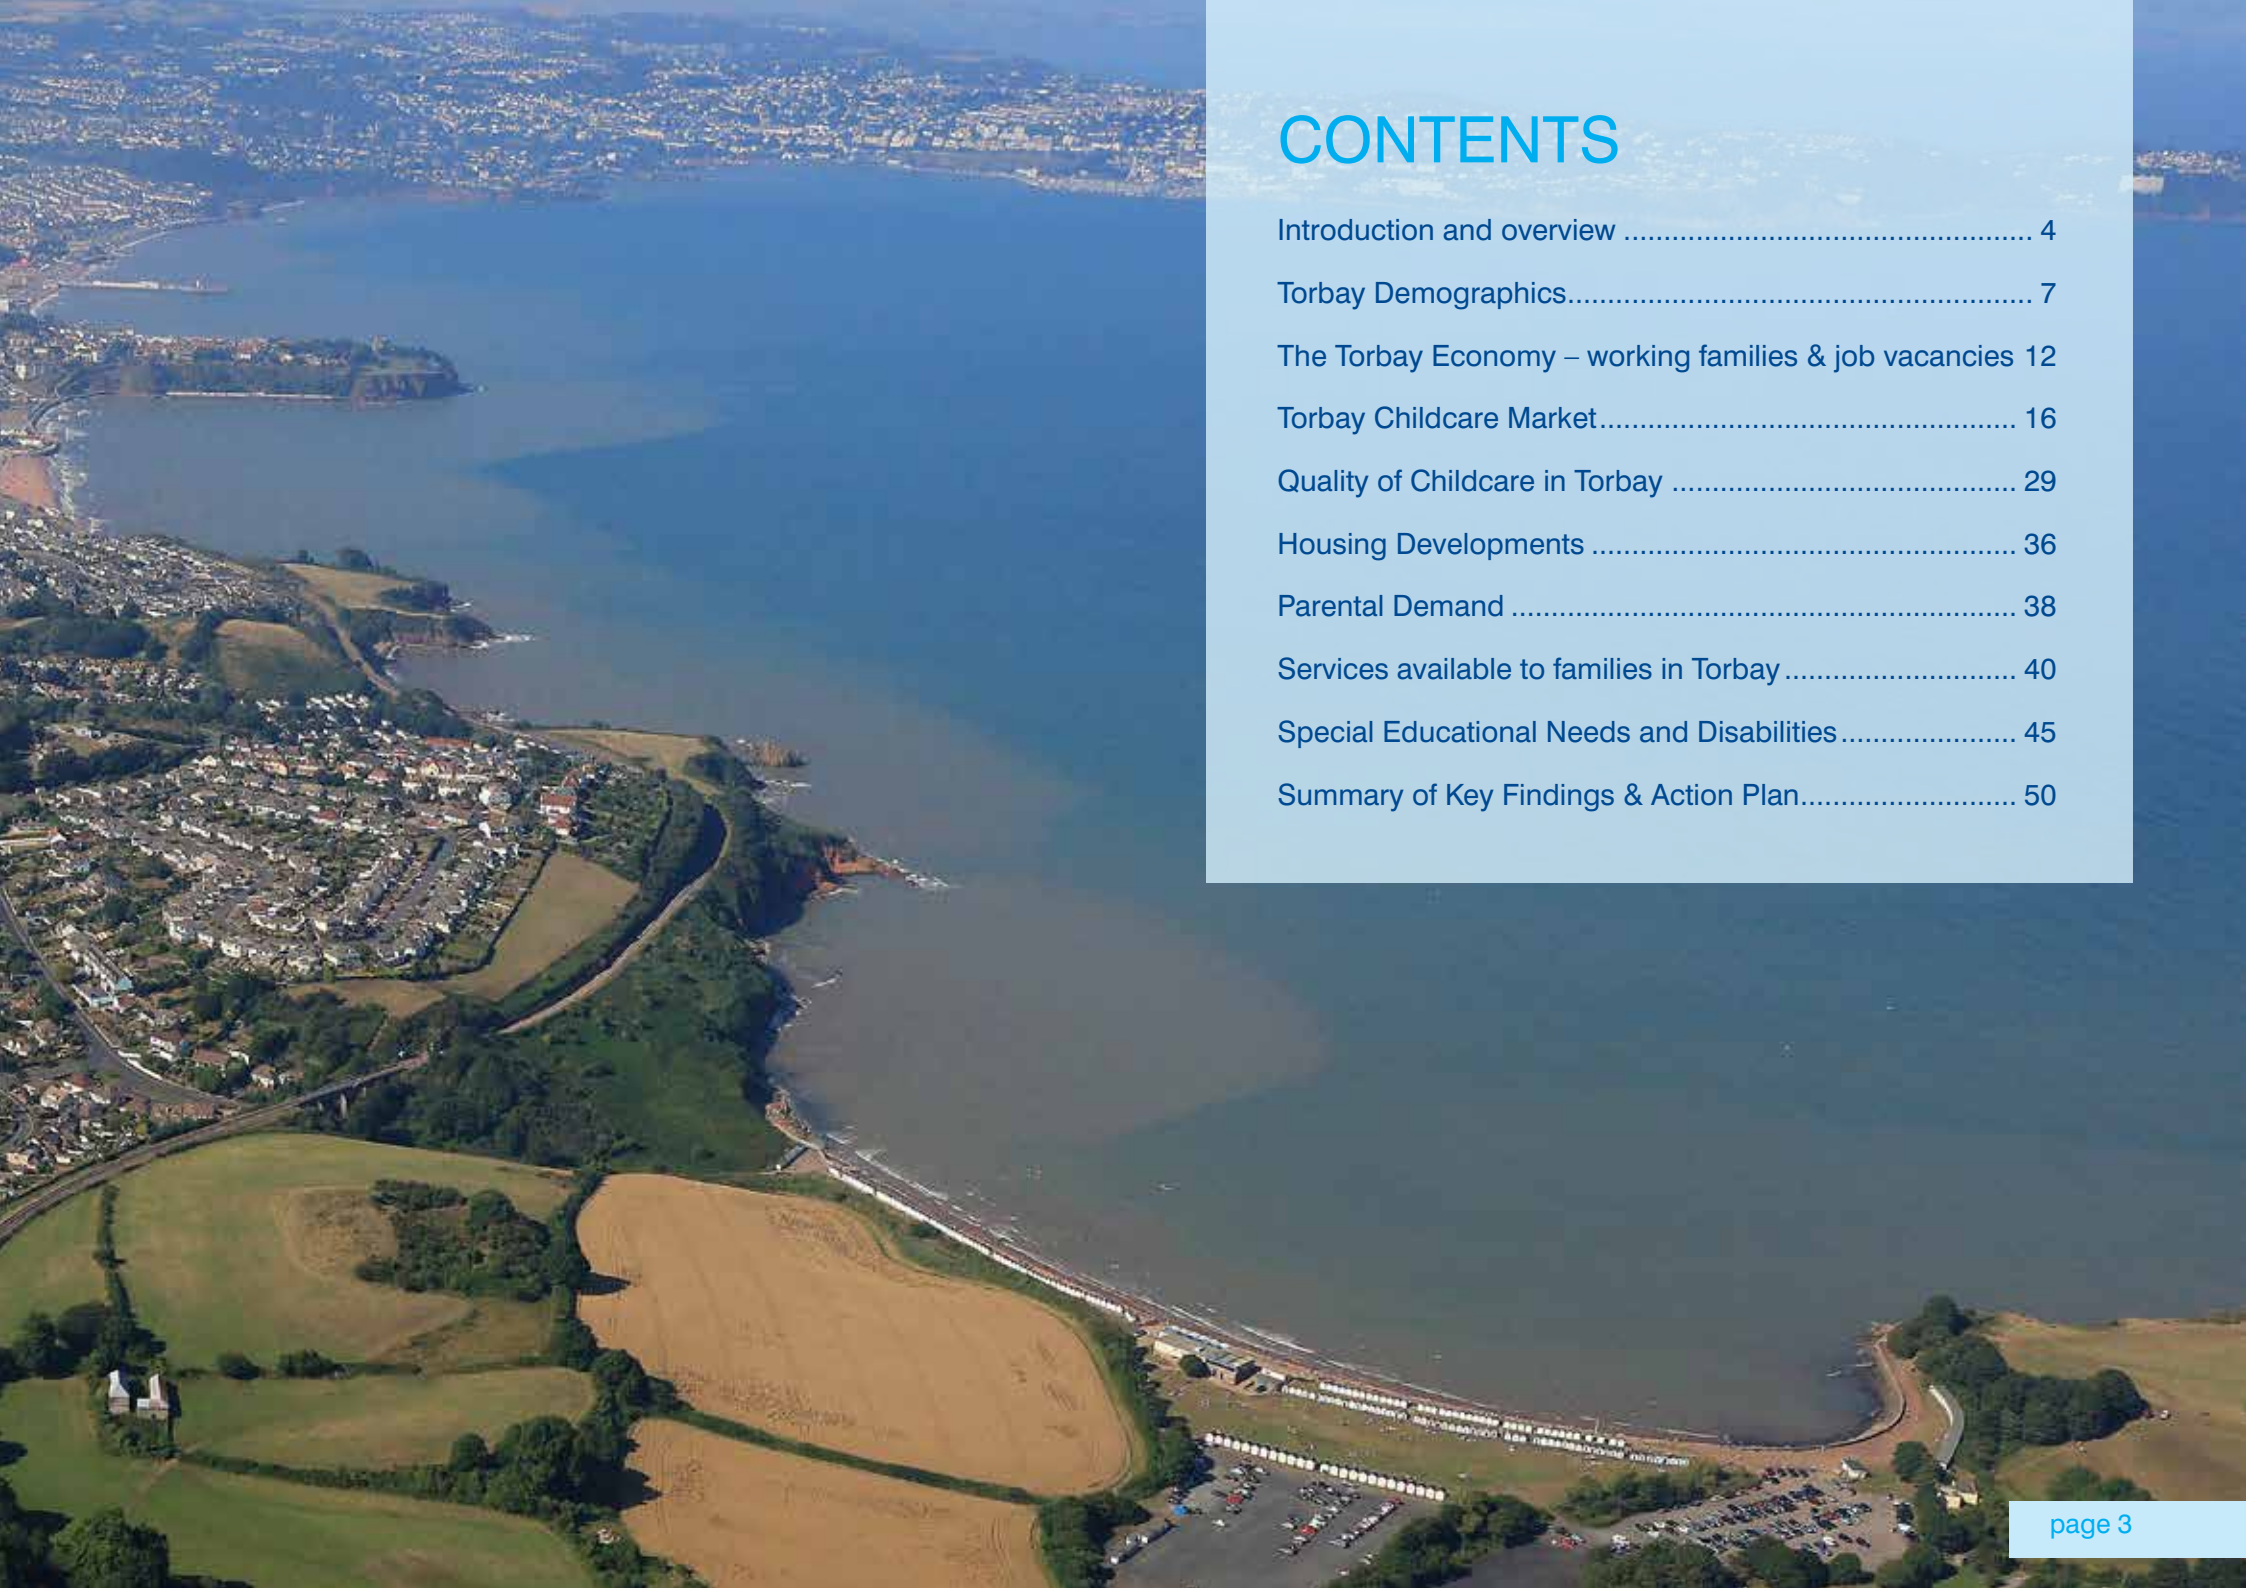 CONTENTS
Introduction and overview ................................................... 4
Torbay Demographics.......................................................... 7
The Torbay Economy – working families & job vacancies 12
Torbay Childcare Market.................................................... 16
Quality of Childcare in Torbay ........................................... 29
Housing Developments ..................................................... 36
Parental Demand ............................................................... 38
Services available to families in Torbay............................. 40
Special Educational Needs and Disabilities...................... 45
Summary of Key Findings & Action Plan........................... 50
page 3